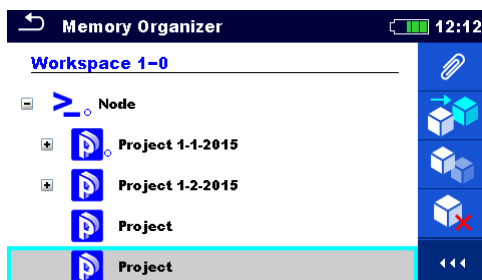 Memory Organizer 12:12
Workspace 1-0
Node
Project 1-1-2015
Project 1-2-2015
Project
Project